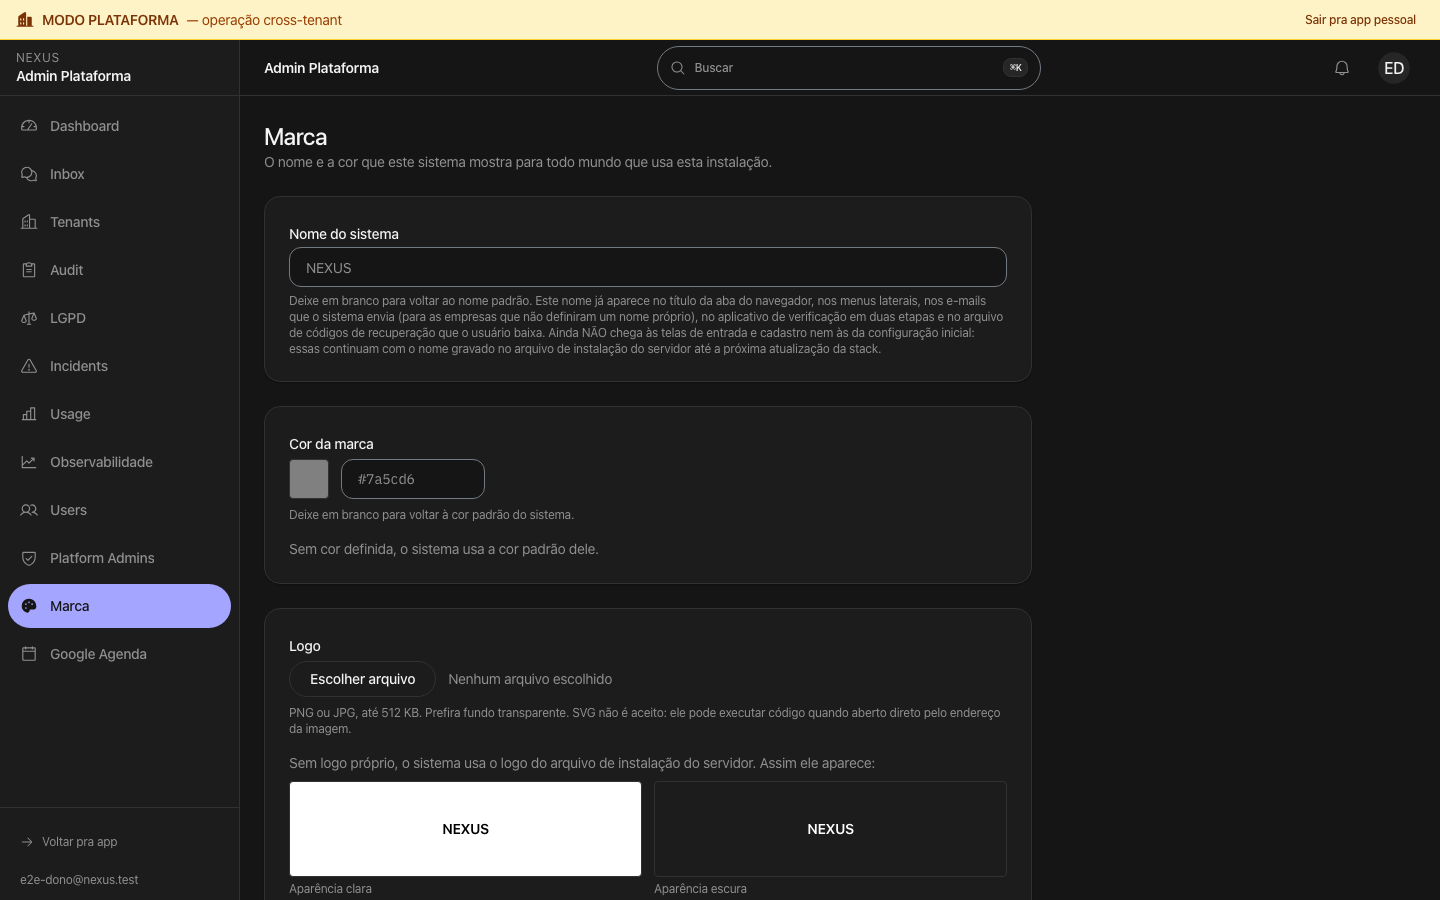 MODO PLATAFORMA — operação cross-tenant
Sair pra app pessoal
NEXUS
Admin Plataforma
Admin Plataforma
Buscar
⌘K
ED
Dashboard
Inbox
Tenants
Audit
LGPD
Incidents
Usage
Observabilidade
Users
Platform Admins
Marca
Google Agenda
Voltar pra app
e2e-dono@nexus.test
Marca
O nome e a cor que este sistema mostra para todo mundo que usa esta instalação.
Nome do sistema
NEXUS
Deixe em branco para voltar ao nome padrão. Este nome já aparece no título da aba do navegador, nos menus laterais, nos e-mails
que o sistema envia (para as empresas que não definiram um nome próprio), no aplicativo de verificação em duas etapas e no arquivo
de códigos de recuperação que o usuário baixa. Ainda NÃO chega às telas de entrada e cadastro nem às da configuração inicial:
essas continuam com o nome gravado no arquivo de instalação do servidor até a próxima atualização da stack.
Cor da marca
#7a5cd6
Deixe em branco para voltar à cor padrão do sistema.
Sem cor definida, o sistema usa a cor padrão dele.
Logo
Escolher arquivo
Nenhum arquivo escolhido
PNG ou JPG, até 512 KB. Prefira fundo transparente. SVG não é aceito: ele pode executar código quando aberto direto pelo endereço
da imagem.
Sem logo próprio, o sistema usa o logo do arquivo de instalação do servidor. Assim ele aparece:
NEXUS
NEXUS
Aparência clara
Aparência escura